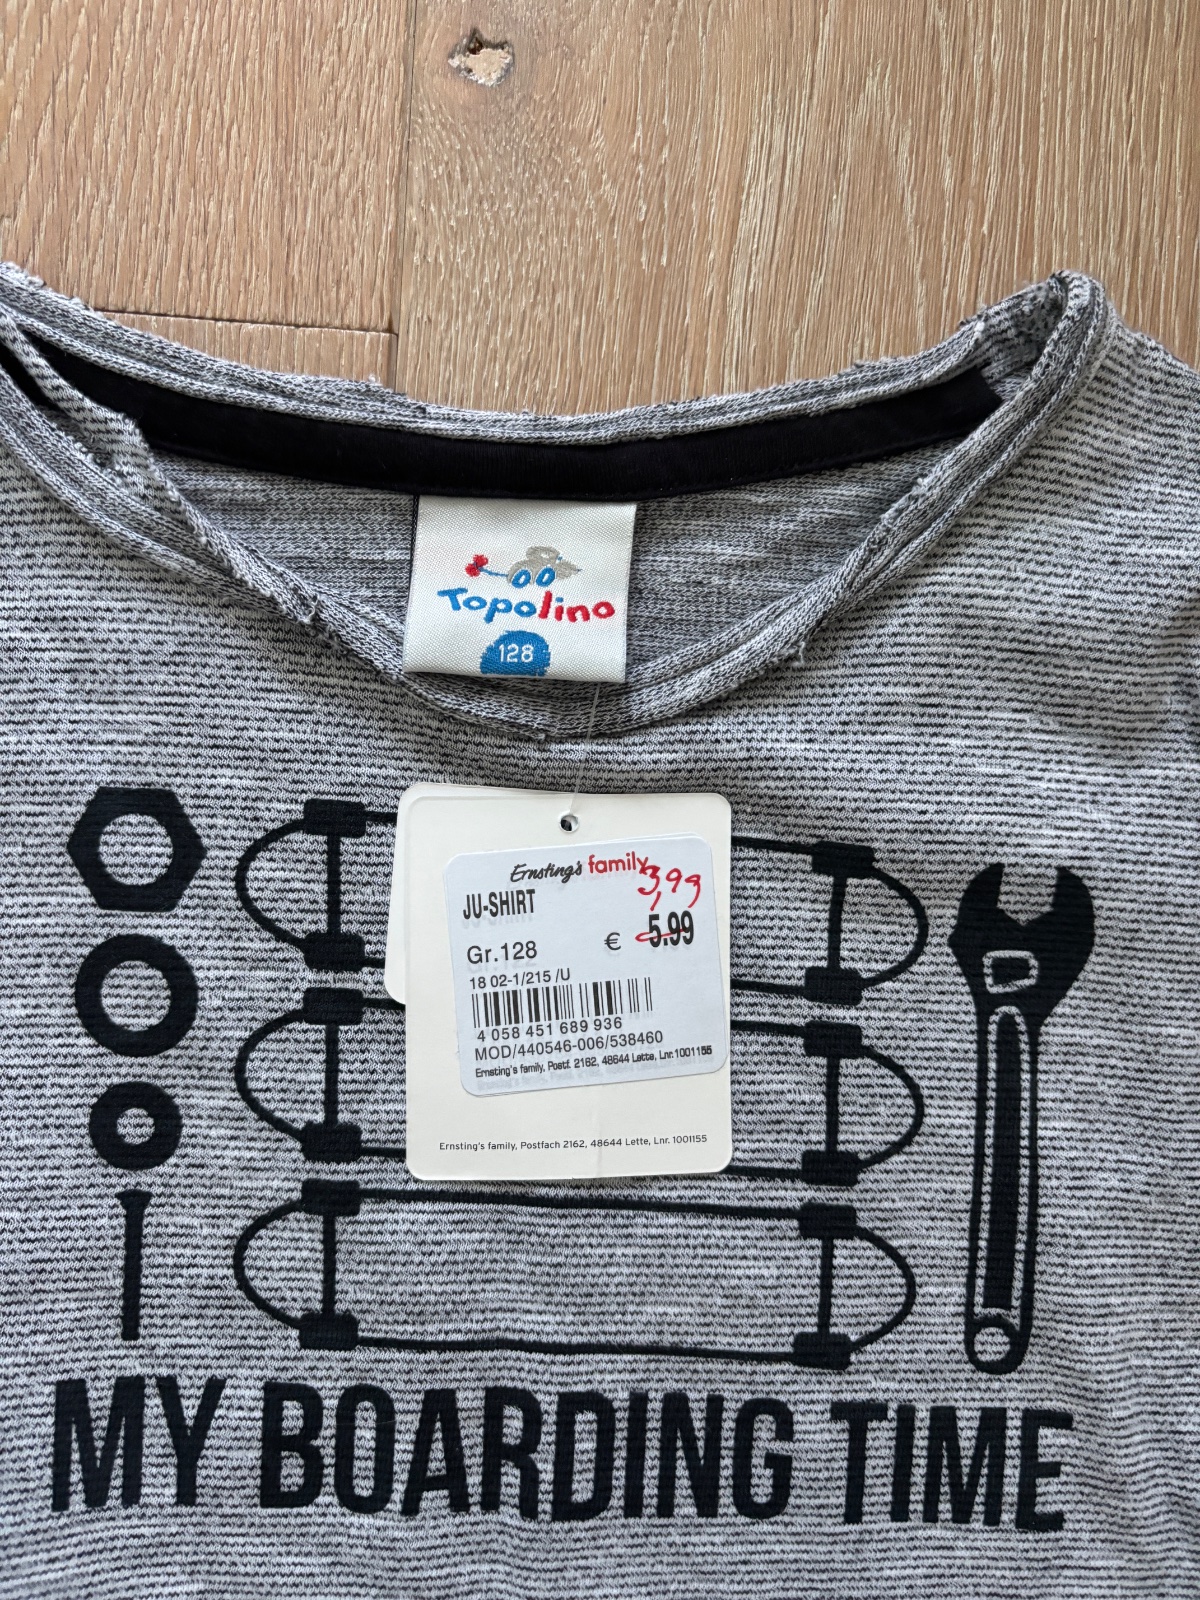 Topolino
128
Ernsting's family
3,99
JU-SHIRT
Gr.128 € 5.99
18 02-1/215 /U
4 058 451 689 936
MOD/440546-006/538460
Ernsting's family, Postf. 2162, 48644 Lette, Lnr.1001155
Ernsting's family, Postfach 2162, 48644 Lette, Lnr. 1001155
MY BOARDING TIME